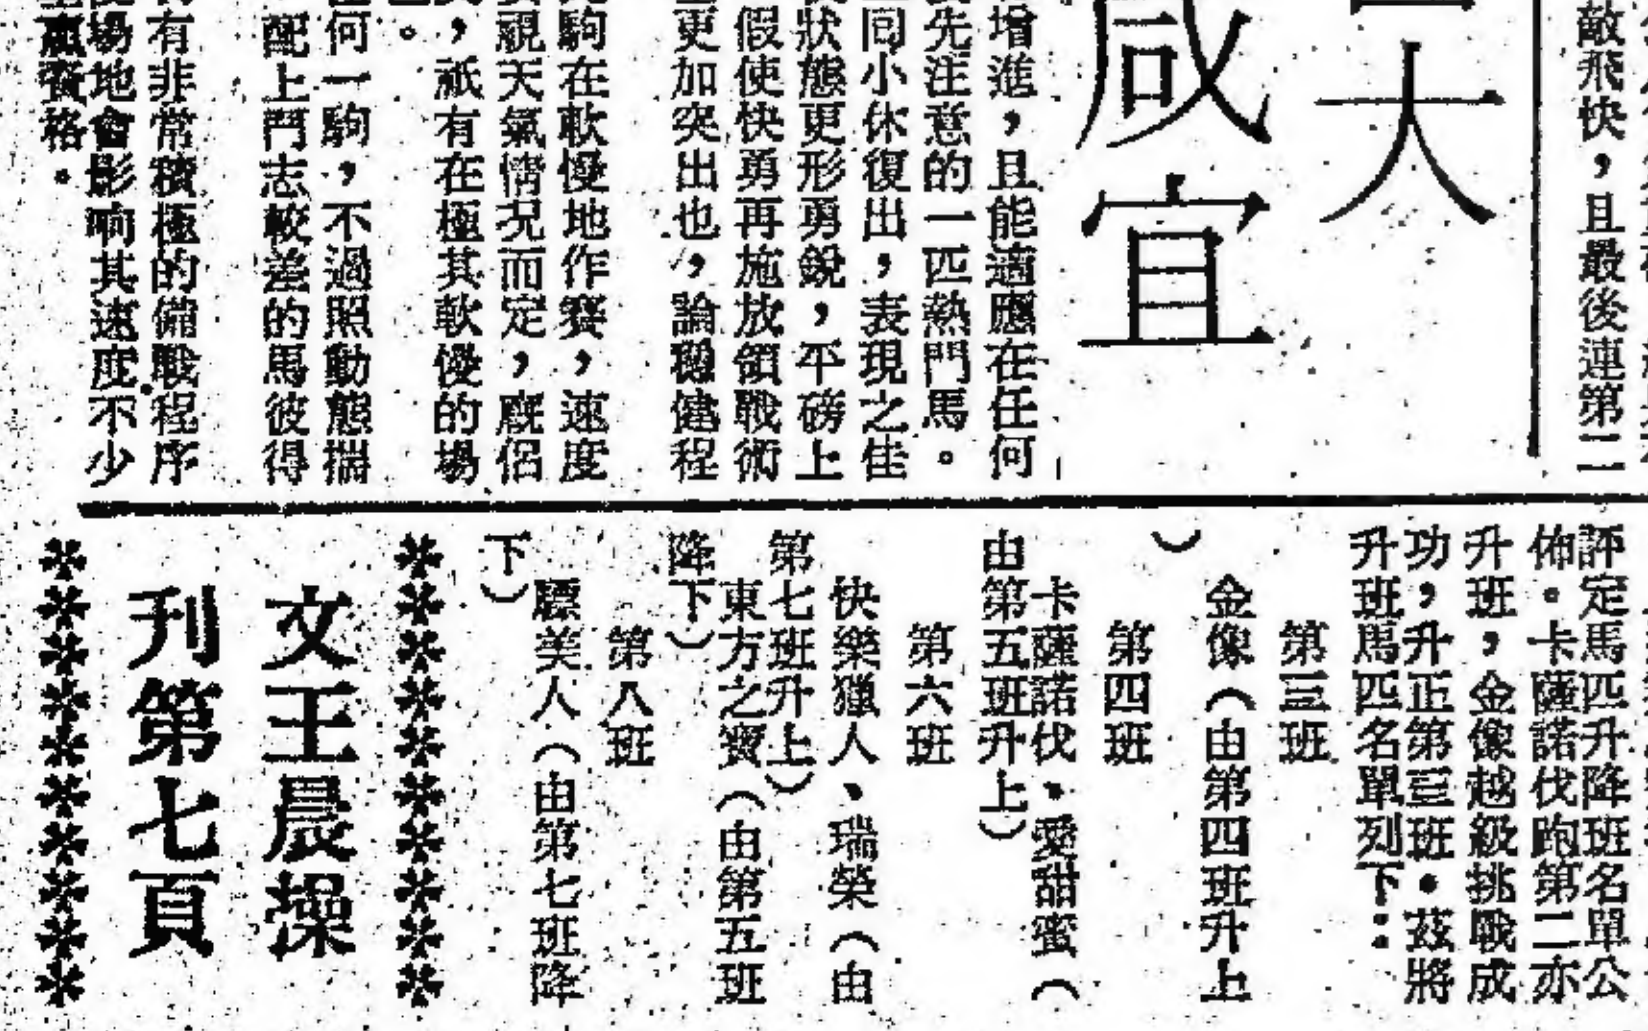 敵飛快，且最後連第二
大
宜
增進，且能適應在任何
先注意的一匹熱門馬。
同小休復出，表現之佳
狀態更形勇銳，平磅上
假使快勇再施放領戰術
更加突出也，論穩健程
駒在軟慢地作賽，速度
視天氣情况而定，廐侶
，祇有在極其軟慢的場
。
何一駒，不過照動態揣
配上鬥志較差的馬彼得
有非常積極的備戰程序
場地會影响其速度不少
贏賽格。
評定馬匹升降班名單公
佈。卡薩諾伐跑第二亦
升班，金像越級挑戰成
功，升正第叁班。茲將
升班馬匹名單列下：
第叁班
金像（由第四班升上
）
第四班
卡薩諾伐、愛甜蜜（
由第五班升上）
第六班
快樂獵人、瑞榮（由
第七班升上）
東方之寶（由第五班
降下）
第八班
驃美人（由第七班降
下）
文王晨操
刊第七頁